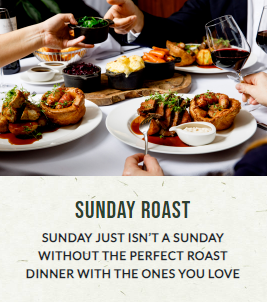 SUNDAY ROAST
SUNDAY JUST ISN'T A SUNDAY
WITHOUT THE PERFECT ROAST
DINNER WITH THE ONES YOU LOVE